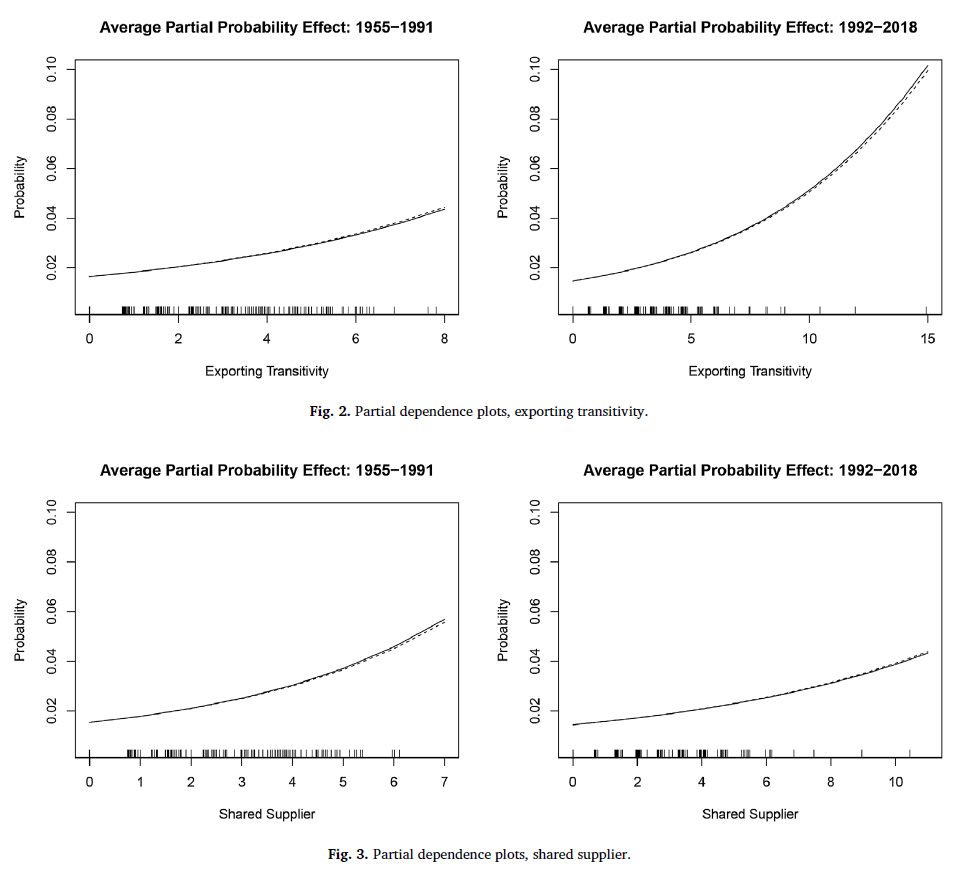 Average Partial Probability Effect: 1955−1991
Average Partial Probability Effect: 1992−2018
Probability
0.02 0.04 0.06 0.08 0.10
0 2 4 6 8
Exporting Transitivity
Probability
0.02 0.04 0.06 0.08 0.10
0 5 10 15
Exporting Transitivity
Fig. 2. Partial dependence plots, exporting transitivity.
Average Partial Probability Effect: 1955−1991
Average Partial Probability Effect: 1992−2018
Probability
0.02 0.04 0.06 0.08 0.10
0 1 2 3 4 5 6 7
Shared Supplier
Probability
0.02 0.04 0.06 0.08 0.10
0 2 4 6 8 10
Shared Supplier
Fig. 3. Partial dependence plots, shared supplier.